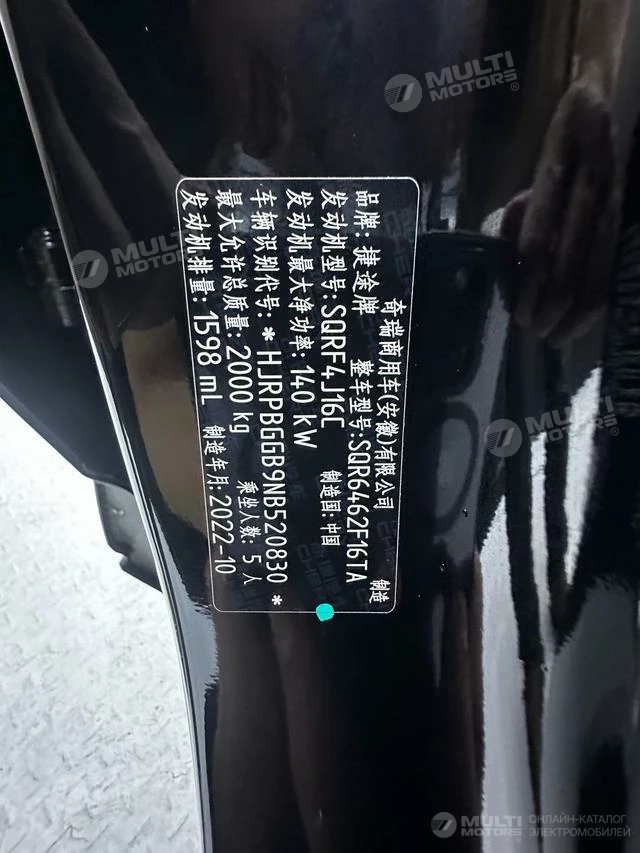 奇瑞商用车(安徽)有限公司 制造
品牌：捷途牌 整车型号：SQR6462F16TA
发动机型号：SQRF4J16C 制造国：中国
发动机最大净功率：140 kW
车辆识别代号：* HJRPBGGB9NB520830 *
最大允许总质量：2000 kg 乘坐人数：5 人
发动机排量：1598 mL 制造年月：2022-10
MULTI
MOTORS®
MULTI
MOTORS
MULTI
MOTORS®
MULTI
MOTORS®
ОНЛАЙН-КАТАЛОГ
ЭЛЕКТРОМОБИЛЕЙ